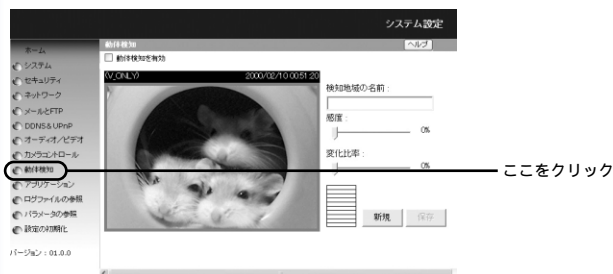 システム設定
動体検知
ヘルプ
動体検知を有効
ホーム
システム
セキュリティ
ネットワーク
メールとFTP
DDNS&UPnP
オーディオ/ビデオ
カメラコントロール
動体検知
アプリケーション
ログファイルの参照
パラメータの参照
設定の初期化
バージョン : 01.0.0
(V_ONLY)
2000/02/10 00:51:20
検知地域の名前 :
感度 :
0%
変化比率 :
0%
新規
保存
ここをクリック